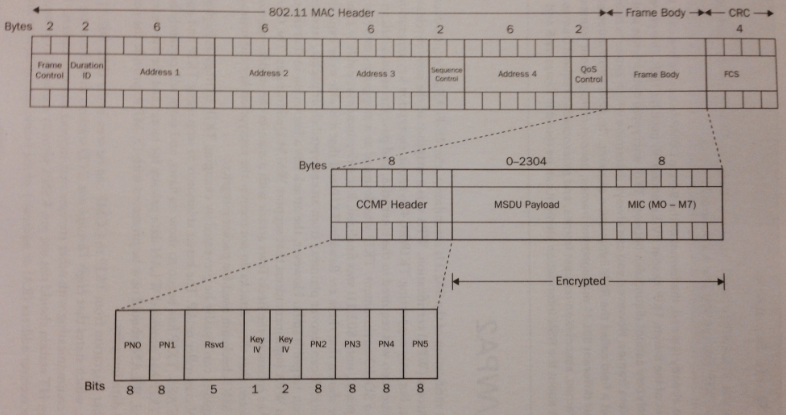 802.11 MAC Header Frame Body CRC
Bytes 2 2 6 6 6 2 6 2 4
Frame Control Duration ID Address 1 Address 2 Address 3 Sequence Control Address 4 QoS Control Frame Body FCS
Bytes 8 0–2304 8
CCMP Header MSDU Payload MIC (MO – M7)
Encrypted
PN0 PN1 Rsvd Key IV Key IV PN2 PN3 PN4 PN5
Bits 8 8 5 1 2 8 8 8 8